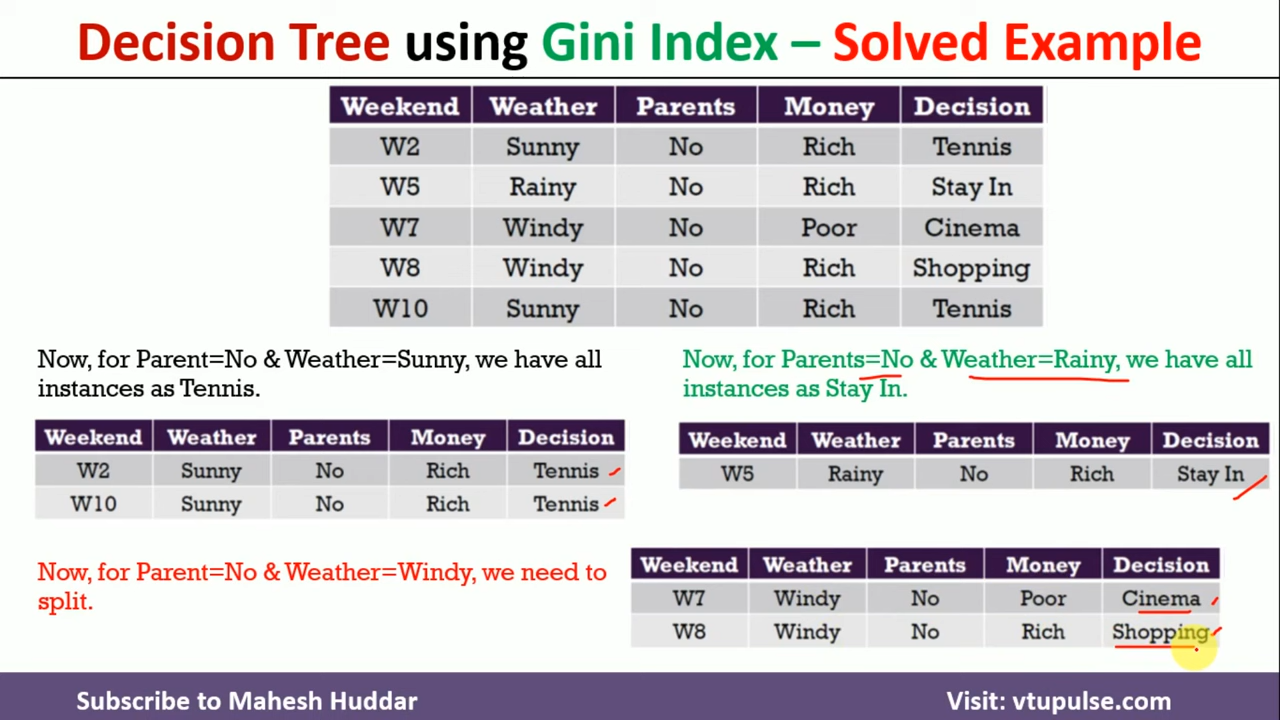 Decision Tree using Gini Index – Solved Example
Weekend Weather Parents Money Decision
W2 Sunny No Rich Tennis
W5 Rainy No Rich Stay In
W7 Windy No Poor Cinema
W8 Windy No Rich Shopping
W10 Sunny No Rich Tennis
Now, for Parent=No & Weather=Sunny, we have all
instances as Tennis.
Weekend Weather Parents Money Decision
W2 Sunny No Rich Tennis
W10 Sunny No Rich Tennis
Now, for Parents=No & Weather=Rainy, we have all
instances as Stay In.
Weekend Weather Parents Money Decision
W5 Rainy No Rich Stay In
Now, for Parent=No & Weather=Windy, we need to
split.
Weekend Weather Parents Money Decision
W7 Windy No Poor Cinema
W8 Windy No Rich Shopping
Subscribe to Mahesh Huddar
Visit: vtupulse.com